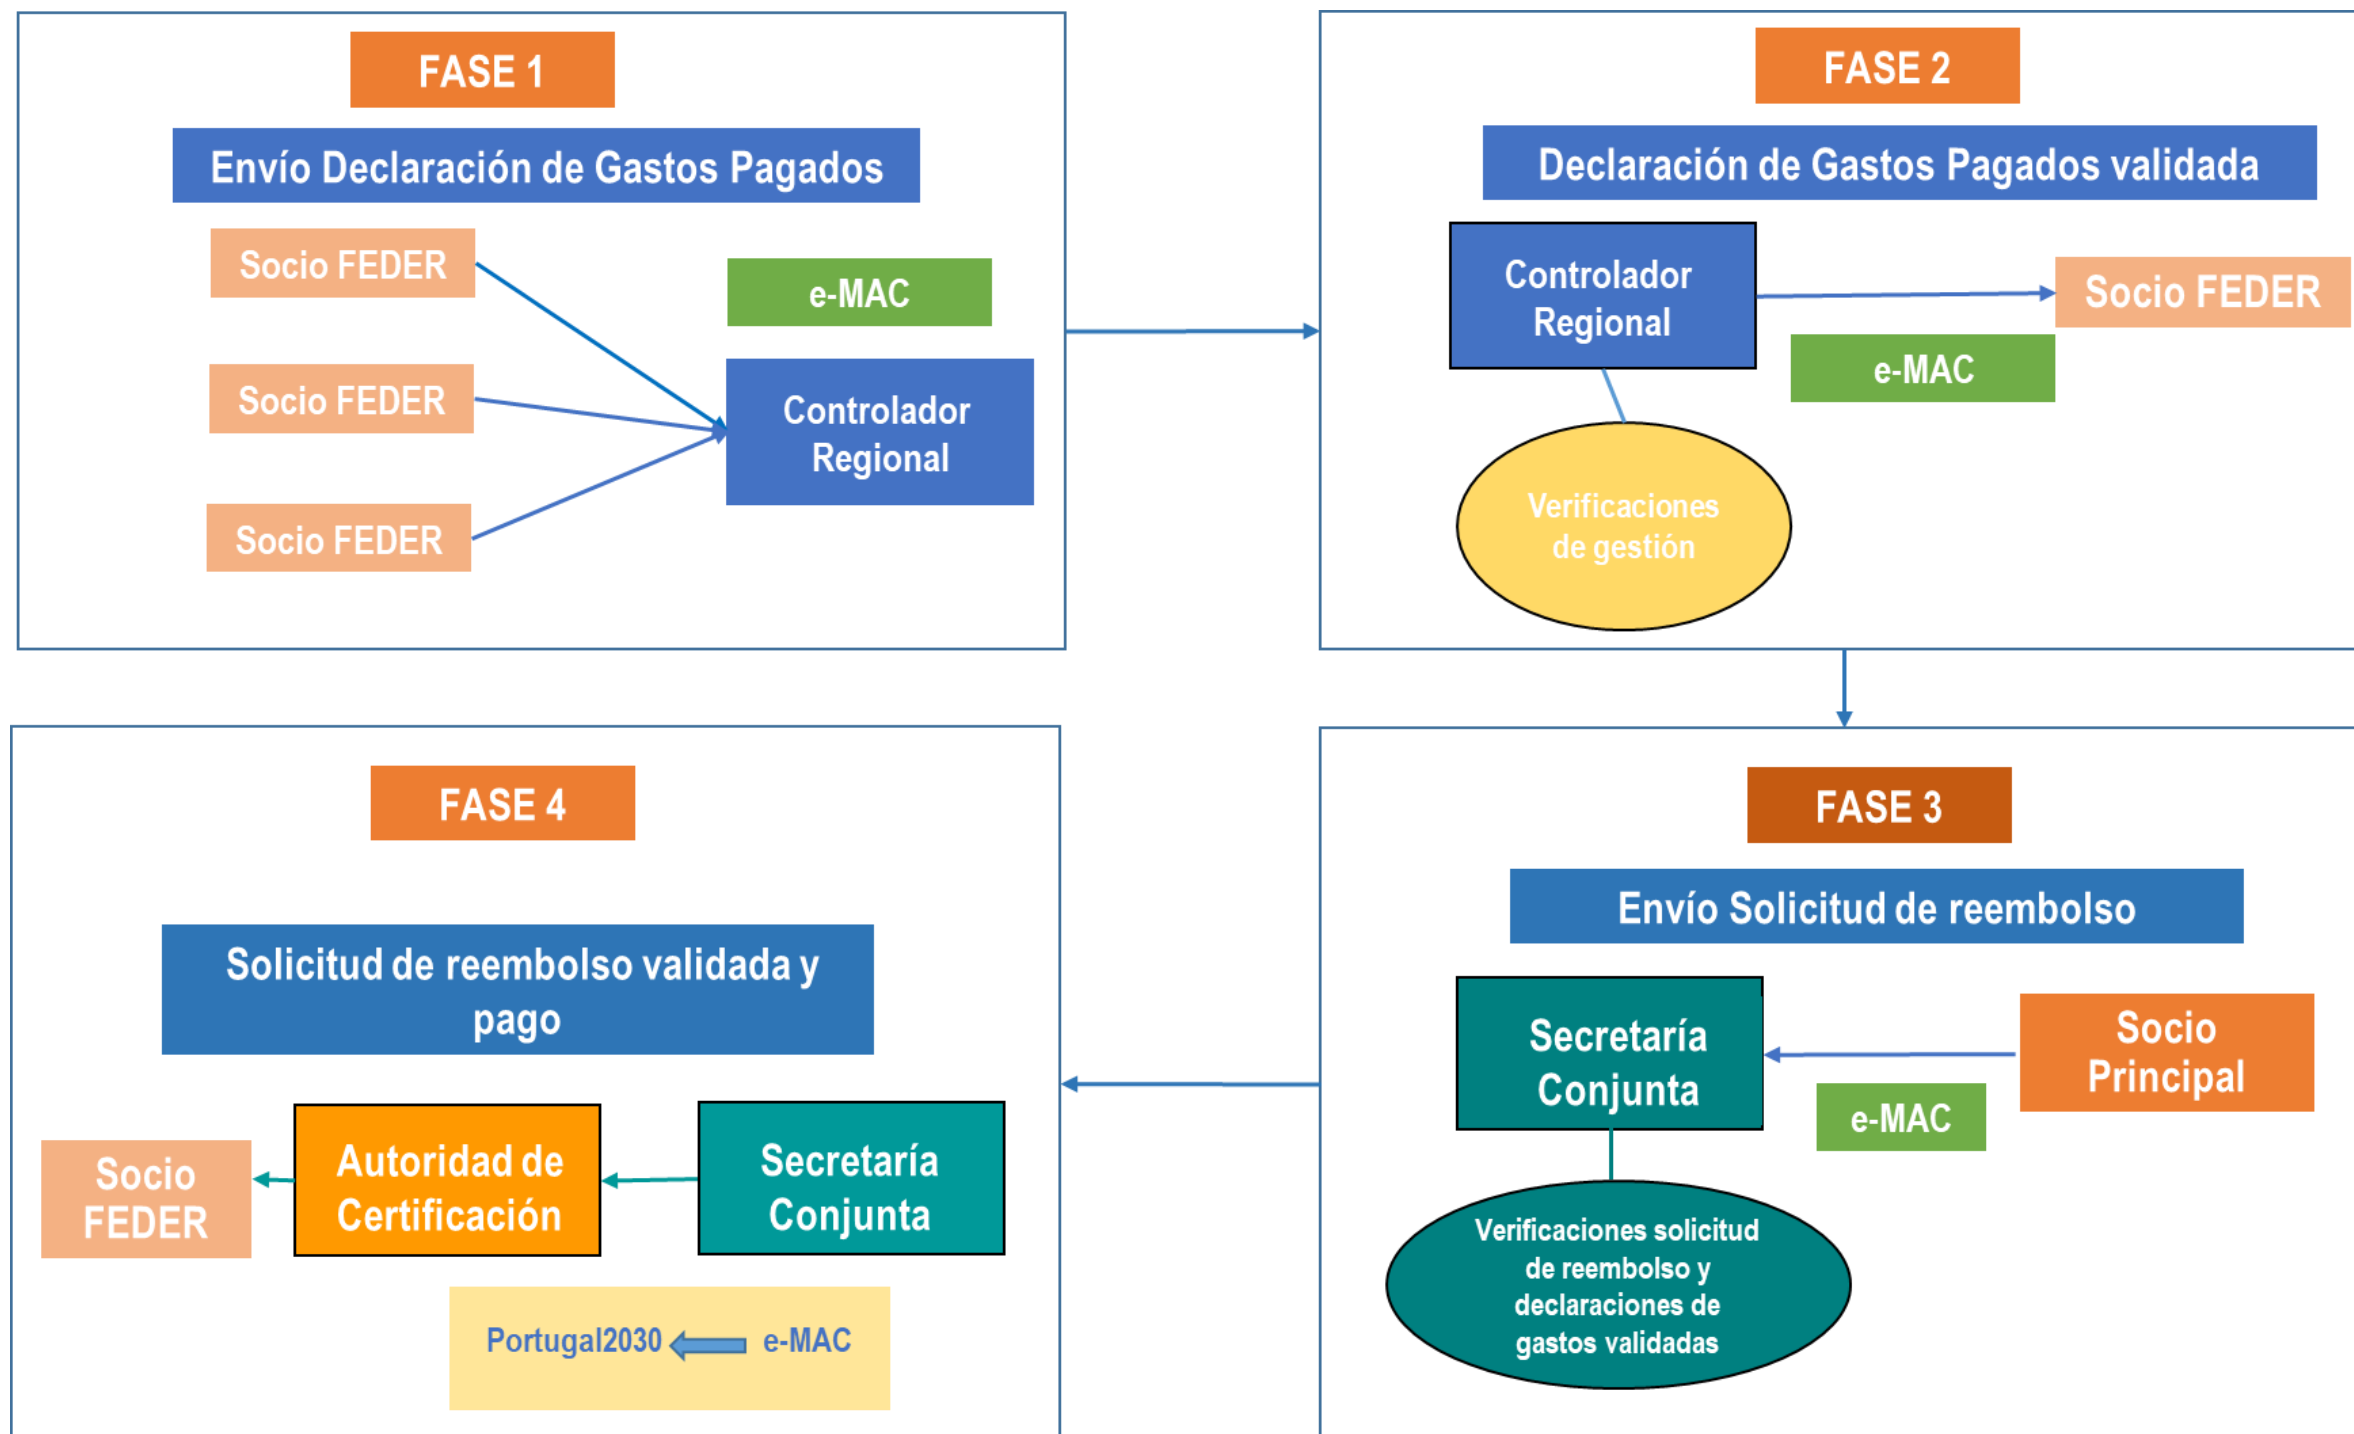 FASE 1
Envío Declaración de Gastos Pagados
Socio FEDER
e-MAC
Socio FEDER
Controlador
Regional
Socio FEDER
FASE 2
Declaración de Gastos Pagados validada
Controlador
Regional
Socio FEDER
e-MAC
Verificaciones
de gestión
FASE 3
Envío Solicitud de reembolso
Secretaría
Conjunta
Socio
Principal
e-MAC
Verificaciones solicitud
de reembolso y
declaraciones de
gastos validadas
FASE 4
Solicitud de reembolso validada y
pago
Socio
FEDER
Autoridad de
Certificación
Secretaría
Conjunta
Portugal2030
e-MAC